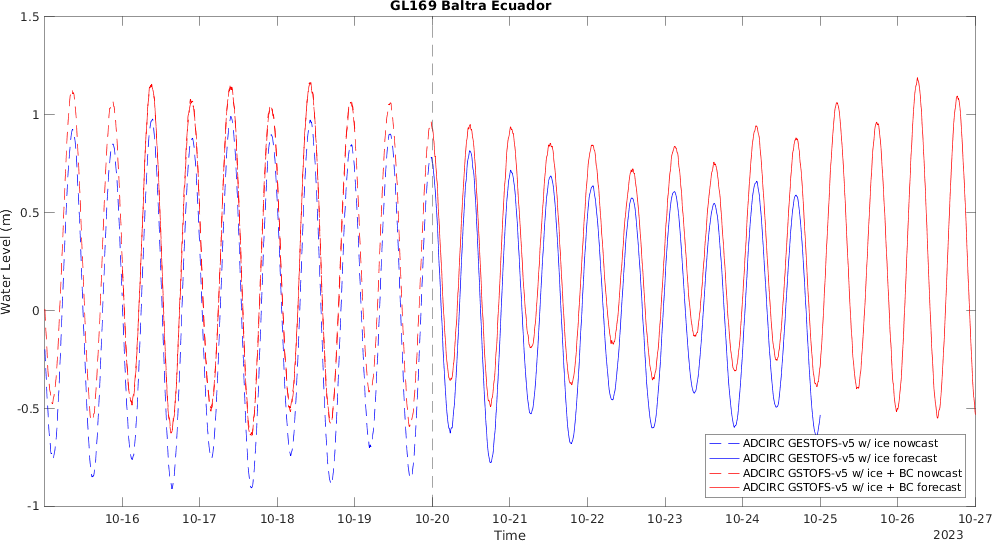 GL169 Baltra Ecuador
1.5
1
0.5
0
-0.5
-1
Water Level (m)
10-16 10-17 10-18 10-19 10-20 10-21 10-22 10-23 10-24 10-25 10-26 10-27
Time
2023
ADCIRC GESTOFS-v5 w/ ice nowcast
ADCIRC GESTOFS-v5 w/ ice forecast
ADCIRC GSTOFS-v5 w/ ice + BC nowcast
ADCIRC GSTOFS-v5 w/ ice + BC forecast